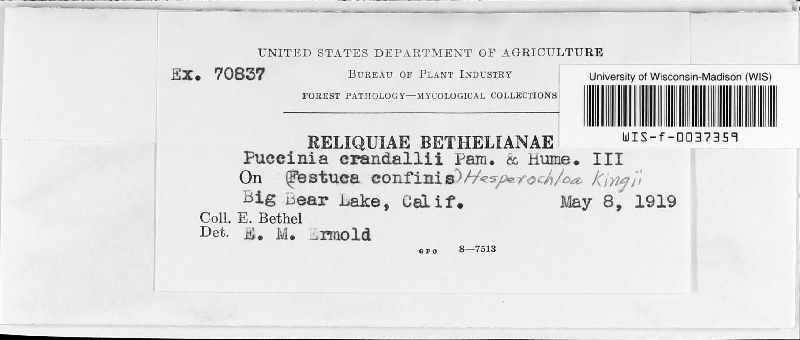 UNITED STATES DEPARTMENT OF AGRICULTURE
Ex. 70837
BUREAU OF PLANT INDUSTRY
FOREST PATHOLOGY—MYCOLOGICAL COLLECTIONS
University of Wisconsin-Madison (WIS)
WIS-f-0037359
RELIQUIAE BETHELIANAE
Puccinia crandallii Pam. & Hume. III
On (Festuca confinis) Hesperochloa Kingii
Big Bear Lake, Calif. May 8, 1919
Coll. E. Bethel
Det. E. M. Ermold
GPO 8—7513